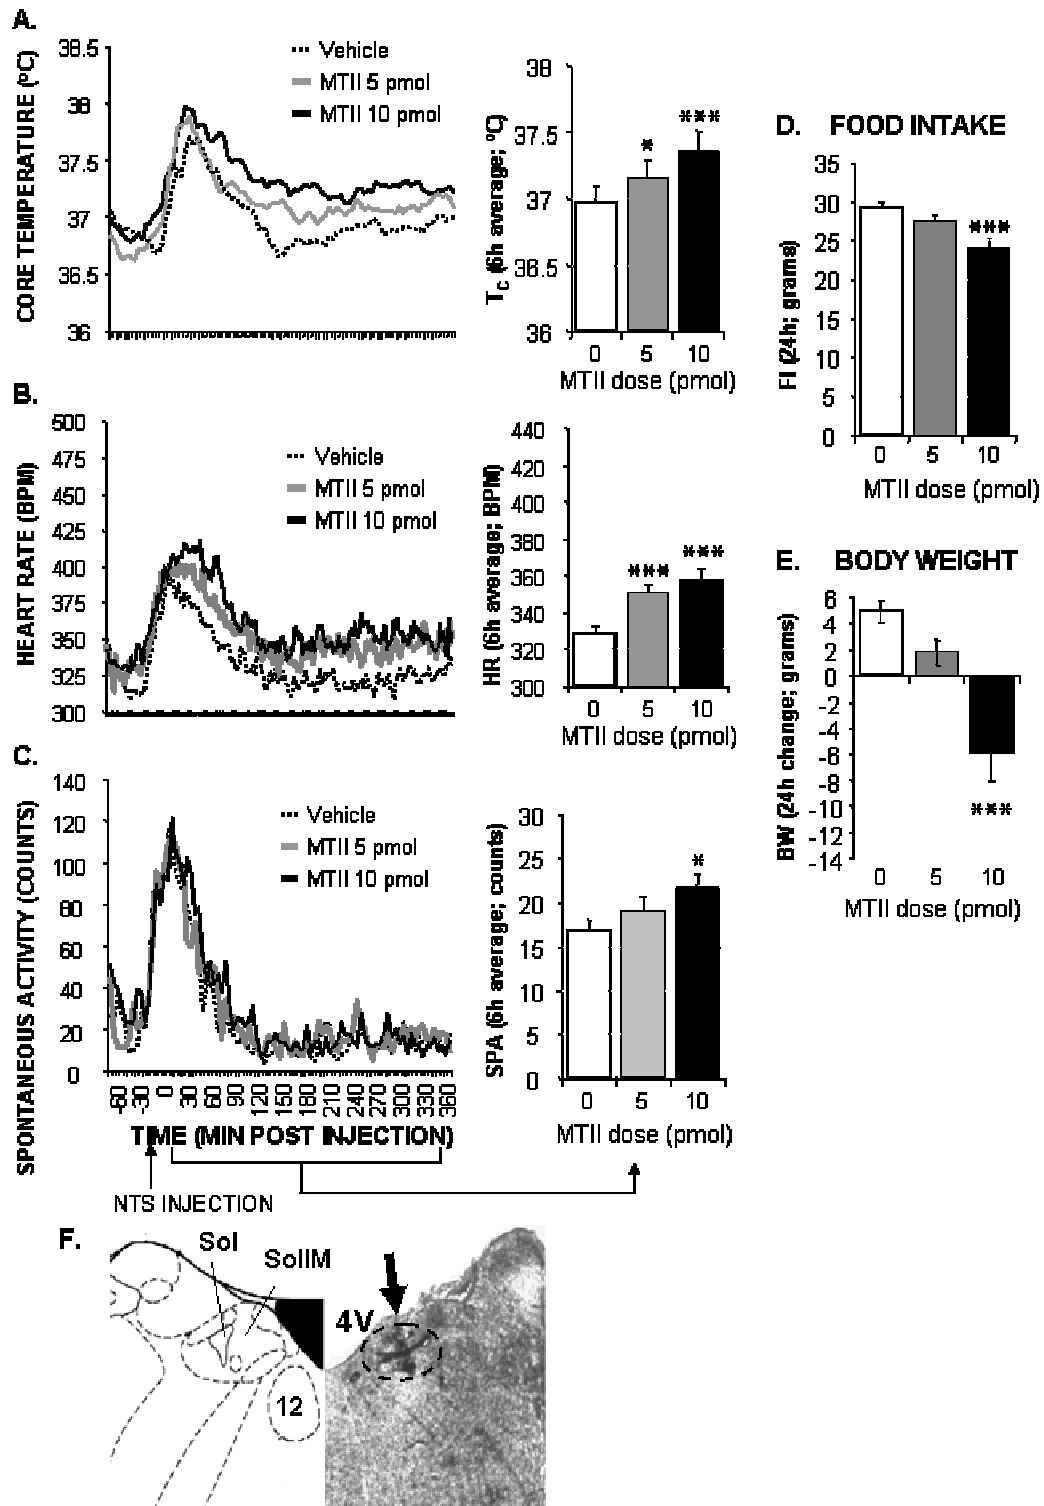 A.
CORE TEMPERATURE (ºC)
38.5
38
37.5
37
36.5
36
Vehicle
MTII 5 pmol
MTII 10 pmol
TC (6h average; ºC)
38
37.5
37
36.5
36
*
***
0 5 10
MTII dose (pmol)
B.
HEART RATE (BPM)
500
475
450
425
400
375
350
325
300
Vehicle
MTII 5 pmol
MTII 10 pmol
HR (6h average; BPM)
440
420
400
380
360
340
320
300
***
***
0 5 10
MTII dose (pmol)
C.
SPONTANEOUS ACTIVITY (COUNTS)
140
120
100
80
60
40
20
0
Vehicle
MTII 5 pmol
MTII 10 pmol
-60 -30 0 30 60 90 120 150 180 210 240 270 300 330 360
TIME (MIN POST INJECTION)
NTS INJECTION
SPA (6h average; counts)
30
25
20
15
10
5
0
*
0 5 10
MTII dose (pmol)
D. FOOD INTAKE
FI (24h; grams)
35
30
25
20
15
10
5
0
***
0 5 10
MTII dose (pmol)
E. BODY WEIGHT
BW (24h change; grams)
6
4
2
0
-2
-4
-6
-8
-10
-12
-14
***
0 5 10
MTII dose (pmol)
F.
Sol
SolIM
4V
12